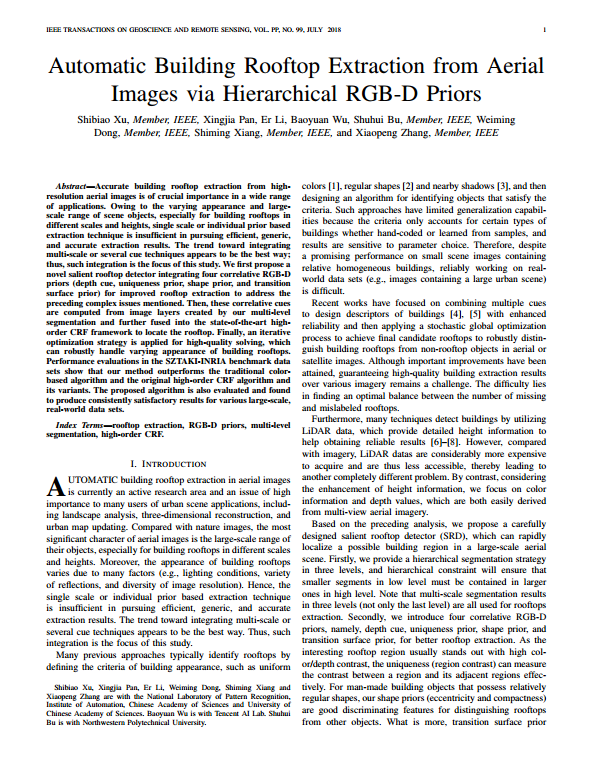 IEEE TRANSACTIONS ON GEOSCIENCE AND REMOTE SENSING, VOL. PP, NO. 99, JULY 2018 1
Automatic Building Rooftop Extraction from Aerial
Images via Hierarchical RGB-D Priors
Shibiao Xu, Member, IEEE, Xingjia Pan, Er Li, Baoyuan Wu, Shuhui Bu, Member, IEEE, Weiming
Dong, Member, IEEE, Shiming Xiang, Member, IEEE, and Xiaopeng Zhang, Member, IEEE
Abstract—Accurate building rooftop extraction from high-
resolution aerial images is of crucial importance in a wide range
of applications. Owing to the varying appearance and large-
scale range of scene objects, especially for building rooftops in
different scales and heights, single scale or individual prior based
extraction technique is insufficient in pursuing efficient, generic,
and accurate extraction results. The trend toward integrating
multi-scale or several cue techniques appears to be the best way;
thus, such integration is the focus of this study. We first propose a
novel salient rooftop detector integrating four correlative RGB-D
priors (depth cue, uniqueness prior, shape prior, and transition
surface prior) for improved rooftop extraction to address the
preceding complex issues mentioned. Then, these correlative cues
are computed from image layers created by our multi-level
segmentation and further fused into the state-of-the-art high-
order CRF framework to locate the rooftop. Finally, an iterative
optimization strategy is applied for high-quality solving, which
can robustly handle varying appearance of building rooftops.
Performance evaluations in the SZTAKI-INRIA benchmark data
sets show that our method outperforms the traditional color-
based algorithm and the original high-order CRF algorithm and
its variants. The proposed algorithm is also evaluated and found
to produce consistently satisfactory results for various large-scale,
real-world data sets.
Index Terms—rooftop extraction, RGB-D priors, multi-level
segmentation, high-order CRF.
I. INTRODUCTION
AUTOMATIC building rooftop extraction in aerial images
is currently an active research area and an issue of high
importance to many users of urban scene applications, includ-
ing landscape analysis, three-dimensional reconstruction, and
urban map updating. Compared with nature images, the most
significant character of aerial images is the large-scale range of
their objects, especially for building rooftops in different scales
and heights. Moreover, the appearance of building rooftops
varies due to many factors (e.g., lighting conditions, variety
of reflections, and diversity of image resolution). Hence, the
single scale or individual prior based extraction technique
is insufficient in pursuing efficient, generic, and accurate
extraction results. The trend toward integrating multi-scale or
several cue techniques appears to be the best way. Thus, such
integration is the focus of this study.
Many previous approaches typically identify rooftops by
defining the criteria of building appearance, such as uniform
Shibiao Xu, Xingjia Pan, Er Li, Weiming Dong, Shiming Xiang and
Xiaopeng Zhang are with the National Laboratory of Pattern Recognition,
Institute of Automation, Chinese Academy of Sciences and University of
Chinese Academy of Sciences. Baoyuan Wu is with Tencent AI Lab. Shuhui
Bu is with Northwestern Polytechnical University.
colors [1], regular shapes [2] and nearby shadows [3], and then
designing an algorithm for identifying objects that satisfy the
criteria. Such approaches have limited generalization capabil-
ities because the criteria only accounts for certain types of
buildings whether hand-coded or learned from samples, and
results are sensitive to parameter choice. Therefore, despite
a promising performance on small scene images containing
relative homogeneous buildings, reliably working on real-
world data sets (e.g., images containing a large urban scene)
is difficult.
Recent works have focused on combining multiple cues
to design descriptors of buildings [4], [5] with enhanced
reliability and then applying a stochastic global optimization
process to achieve final candidate rooftops to robustly distin-
guish building rooftops from non-rooftop objects in aerial or
satellite images. Although important improvements have been
attained, guaranteeing high-quality building extraction results
over various imagery remains a challenge. The difficulty lies
in finding an optimal balance between the number of missing
and mislabeled rooftops.
Furthermore, many techniques detect buildings by utilizing
LiDAR data, which provide detailed height information to
help obtaining reliable results [6]–[8]. However, compared
with imagery, LiDAR datas are considerably more expensive
to acquire and are thus less accessible, thereby leading to
another completely different problem. By contrast, considering
the enhancement of height information, we focus on color
information and depth values, which are both easily derived
from multi-view aerial imagery.
Based on the preceding analysis, we propose a carefully
designed salient rooftop detector (SRD), which can rapidly
localize a possible building region in a large-scale aerial
scene. Firstly, we provide a hierarchical segmentation strategy
in three levels, and hierarchical constraint will ensure that
smaller segments in low level must be contained in larger
ones in high level. Note that multi-scale segmentation results
in three levels (not only the last level) are all used for rooftops
extraction. Secondly, we introduce four correlative RGB-D
priors, namely, depth cue, uniqueness prior, shape prior, and
transition surface prior, for better rooftop extraction. As the
interesting rooftop region usually stands out with high col-
or/depth contrast, the uniqueness (region contrast) can measure
the contrast between a region and its adjacent regions effec-
tively. For man-made building objects that possess relatively
regular shapes, our shape priors (eccentricity and compactness)
are good discriminating features for distinguishing rooftops
from other objects. What is more, transition surface prior